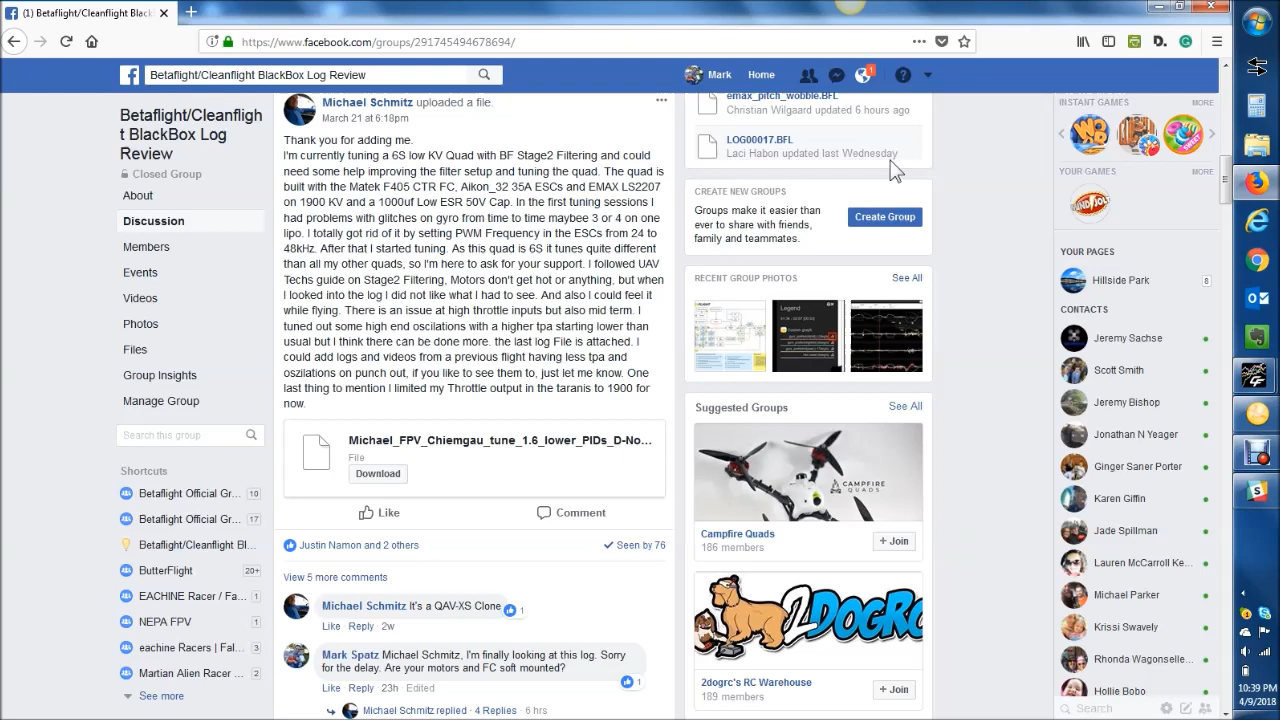 (1) Betaflight/Cleanflight Black
https://www.facebook.com/groups/291745494678694/
Betaflight/Cleanflight BlackBox Log Review
Mark
Home
1
Betaflight/Cleanfligh
t BlackBox Log
Review
Closed Group
About
Discussion
Members
Events
Videos
Photos
Files
Group Insights
Manage Group
Search this group
Shortcuts
Betaflight Official Gr... 10
Betaflight Official Gr... 17
Betaflight/Cleanflight Bl...
ButterFlight 20+
EACHINE Racer / Fa... 1
NEPA FPV 1
eachine Racers | Fal... 3
Martian Alien Racer ... 2
See more
Michael Schmitz uploaded a file.
March 21 at 6:18pm
Thank you for adding me.
I'm currently tuning a 6S low KV Quad with BF Stage2 Filtering and could
need some help improving the filter setup and tuning the quad. The quad is
built with the Matek F405 CTR FC, Aikon_32 35A ESCs and EMAX LS2207
on 1900 KV and a 1000uf Low ESR 50V Cap. In the first tuning sessions I
had problems with glitches on gyro from time to time maybee 3 or 4 on one
lipo. I totally got rid of it by setting PWM Frequency in the ESCs from 24 to
48kHz. After that I started tuning. As this quad is 6S it tunes quite different
than all my other quads, so I'm here to ask for your support. I followed UAV
Techs guide on Stage2 Filtering, Motors don't get hot or anything, but when
I looked into the log I did not like what I had to see. And also I could feel it
while flying. There is an issue at high throttle inputs but also mid term. I
tuned out some high end oscilations with a higher tpa starting lower than
usual but I think there can be done more, the last log File is attached. I
could add logs and videos from a previous flight having less tpa and
oszilations on punch out, if you like to see them to, just let me know. One
last thing to mention I limited my Throttle output in the taranis to 1900 for
now.
Michael_FPV_Chiemgau_tune_1.6_lower_PIDs_D-No...
File
Download
Like
Comment
Justin Namon and 2 others
Seen by 76
View 5 more comments
Michael Schmitz It's a QAV-XS Clone
1
Like Reply 2w
Mark Spatz Michael Schmitz, I'm finally looking at this log. Sorry
for the delay. Are your motors and FC soft mounted?
1
Like Reply 23h · Edited
Michael Schmitz replied · 4 Replies · 6 hrs
emax_pitch_wobble.BFL
Christian Wilgaard updated 6 hours ago
LOG00017.BFL
Laci Habon updated last Wednesday
CREATE NEW GROUPS
Groups make it easier than
ever to share with friends,
family and teammates.
Create Group
RECENT GROUP PHOTOS
See All
Legend
Suggested Groups
See All
CAMPFIRE
QUADS
Campfire Quads
186 members
+ Join
2DOGRC
2dogrc's RC Warehouse
189 members
+ Join
INSTANT GAMES
MORE
YOUR GAMES
MORE
YOUR PAGES
Hillside Park
8
CONTACTS
Jeremy Sachse
Scott Smith
Jeremy Bishop
Jonathan N Yeager
Ginger Saner Porter
Karen Giffin
Jade Spillman
Lauren McCarroll Ke...
Michael Parker
Krissi Swavely
Rhonda Wagonselle...
Hollie Bobo
Search
10:39 PM
4/9/2018